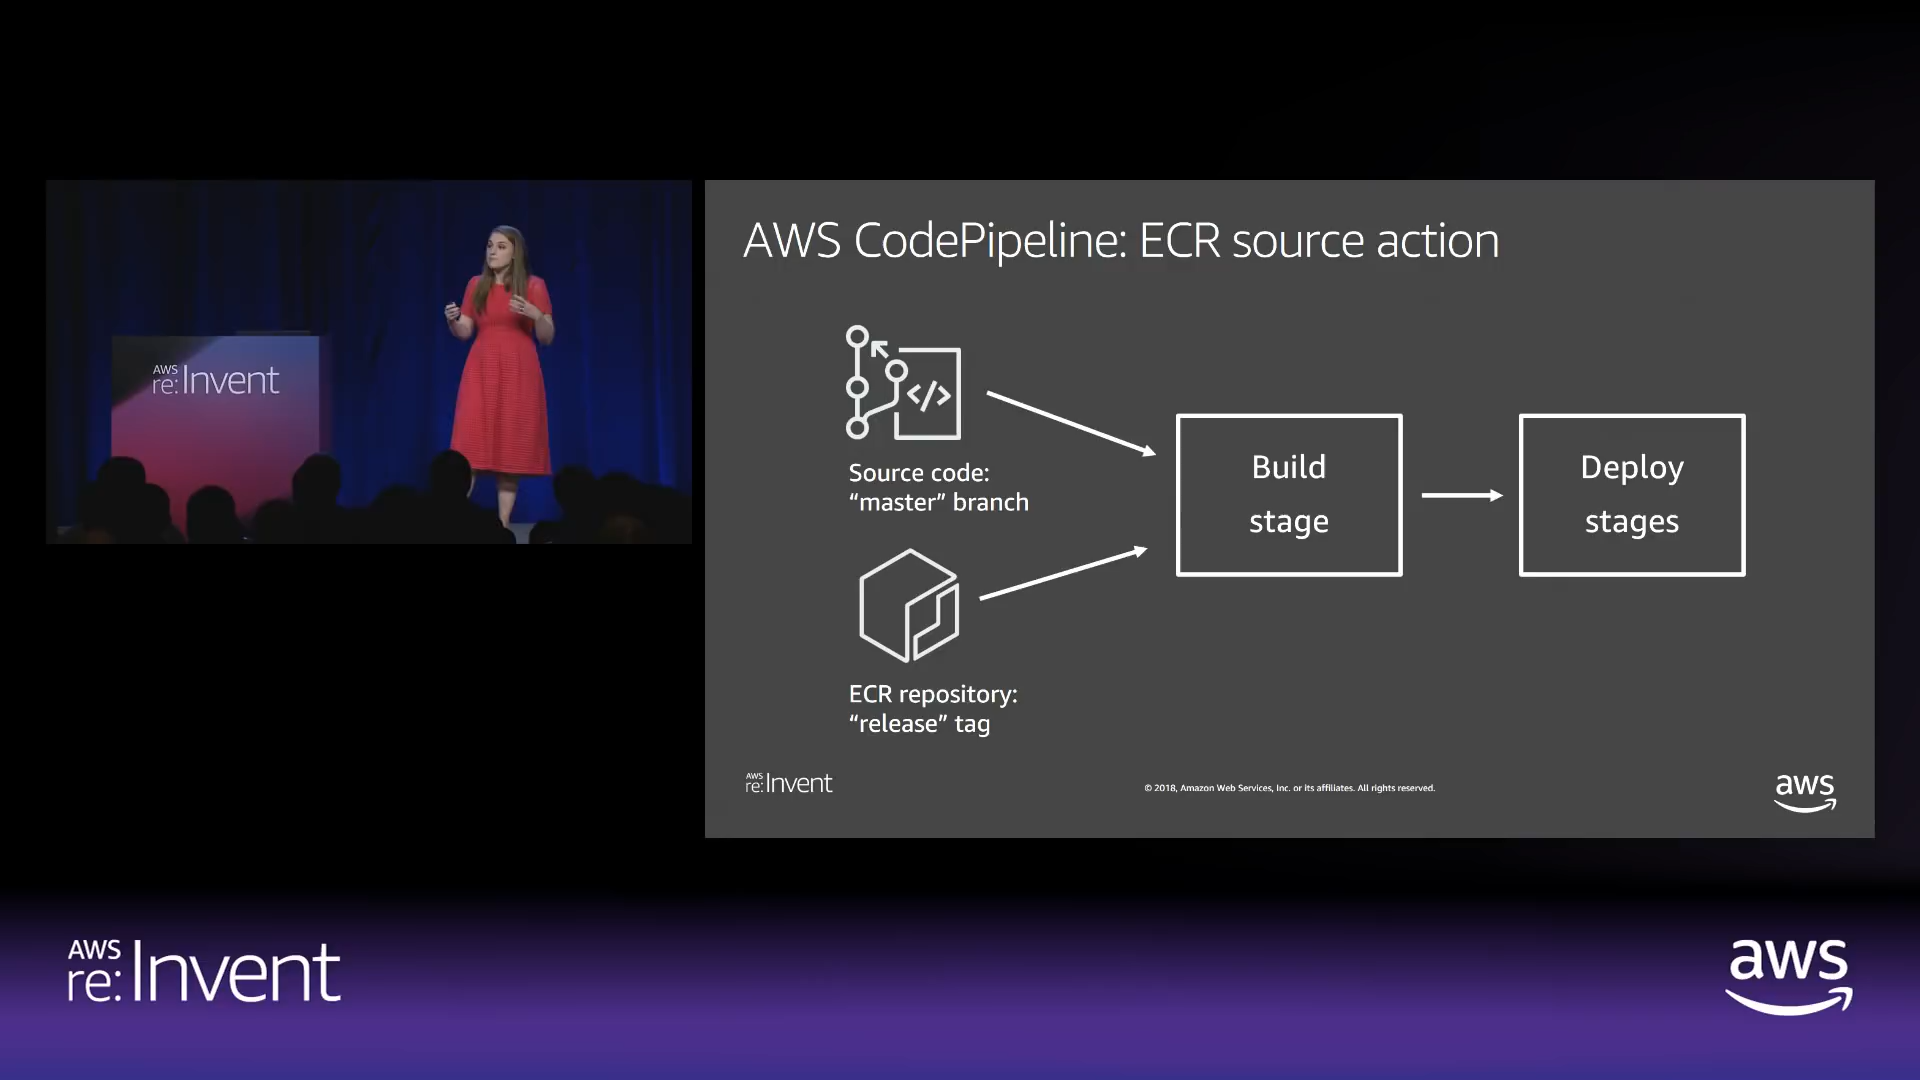 AWS
re:Invent
AWS CodePipeline: ECR source action
</>
Source code:
“master” branch
Build
stage
Deploy
stages
ECR repository:
“release” tag
AWS
re:Invent
© 2018, Amazon Web Services, Inc. or its affiliates. All rights reserved.
aws
AWS
re:Invent
aws